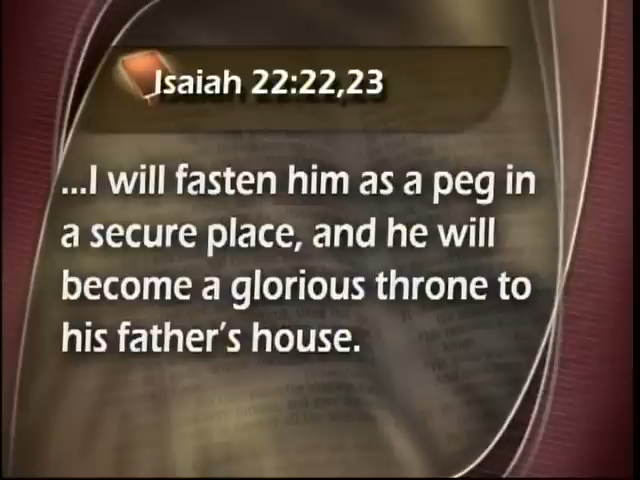 Isaiah 22:22,23
...I will fasten him as a peg in
a secure place, and he will
become a glorious throne to
his father's house.